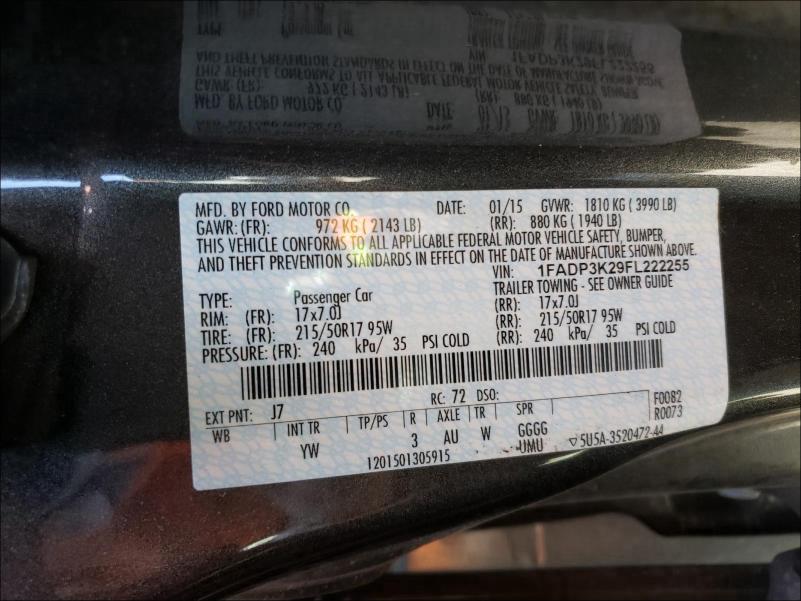 MFD. BY FORD MOTOR CO. DATE: 01/15 GVWR: 1810 KG ( 3990 LB)
GAWR: (FR): 972 KG ( 2143 LB) (RR): 880 KG ( 1940 LB)
THIS VEHICLE CONFORMS TO ALL APPLICABLE FEDERAL MOTOR VEHICLE SAFETY, BUMPER,
AND THEFT PREVENTION STANDARDS IN EFFECT ON THE DATE OF MANUFACTURE SHOWN ABOVE.
VIN: 1FADP3K29FL222255
TYPE: Passenger Car TRAILER TOWING - SEE OWNER GUIDE
RIM: (FR): 17x7.0J (RR): 17x7.0J
TIRE: (FR): 215/50R17 95W (RR): 215/50R17 95W
PRESSURE: (FR): 240 kPa/ 35 PSI COLD (RR): 240 kPa/ 35 PSI COLD
EXT PNT: J7 RC: 72 DSO: F0082
WB INT TR TP/PS R AXLE TR SPR R0073
YW 3 AU W GGGG
UMU ▽5U5A-3520472-44
1201501305915